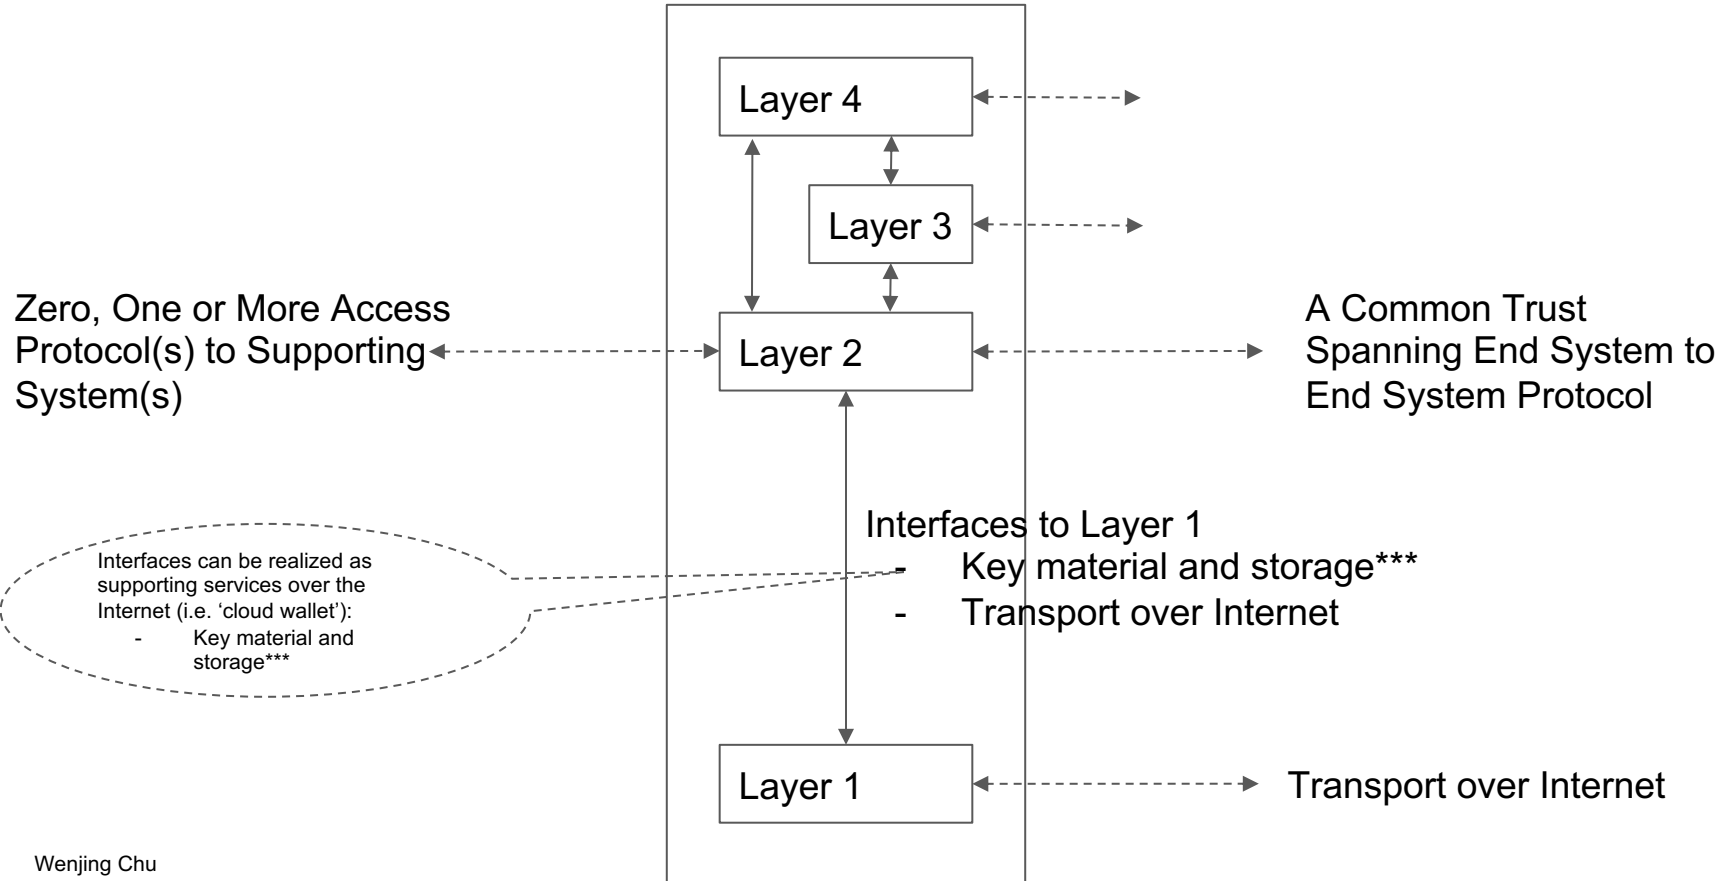 Layer 4
Layer 3
Zero, One or More Access
Protocol(s) to Supporting
System(s)
Layer 2
A Common Trust
Spanning End System to
End System Protocol
Interfaces to Layer 1
- Key material and storage***
- Transport over Internet
Interfaces can be realized as
supporting services over the
Internet (i.e. ‘cloud wallet’):
- Key material and
storage***
Layer 1
Transport over Internet
Wenjing Chu